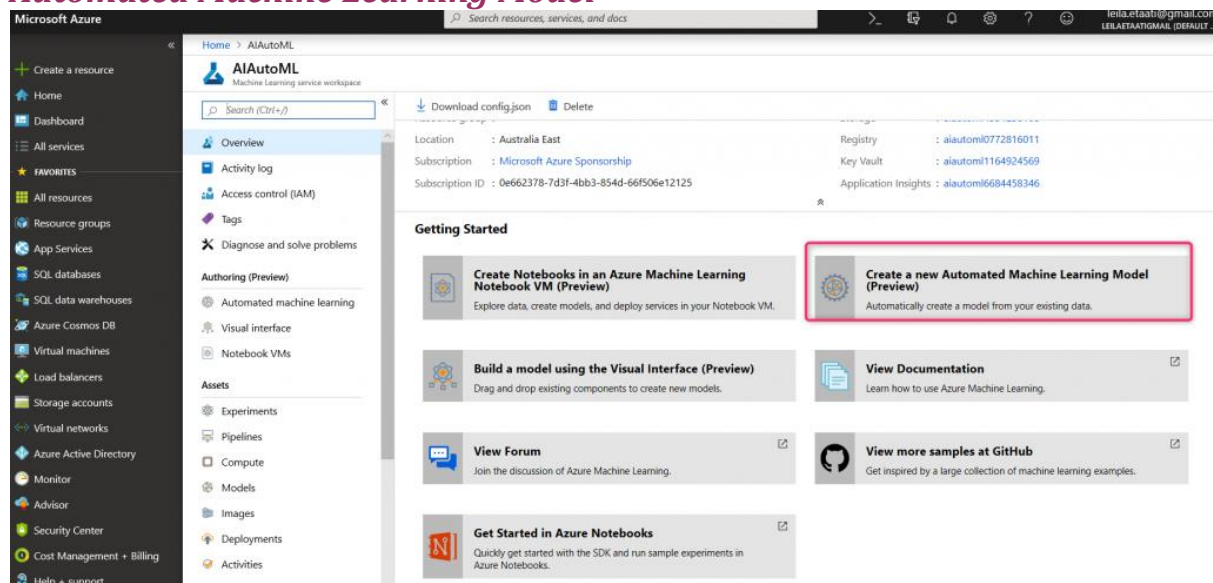 Automated Machine Learning Model
Microsoft Azure
Search resources, services, and docs
leila.etaati@gmail.com
LEILAETAATIGMAIL (DEFAULT ...
Create a resource
Home
Dashboard
All services
FAVORITES
All resources
Resource groups
App Services
SQL databases
SQL data warehouses
Azure Cosmos DB
Virtual machines
Load balancers
Storage accounts
Virtual networks
Azure Active Directory
Monitor
Advisor
Security Center
Cost Management + Billing
Help + support
Home > AIAutoML
AIAutoML
Machine Learning service workspace
Search (Ctrl+/)
Overview
Activity log
Access control (IAM)
Tags
Diagnose and solve problems
Authoring (Preview)
Automated machine learning
Visual interface
Notebook VMs
Assets
Experiments
Pipelines
Compute
Models
Images
Deployments
Activities
Download config.json Delete
Location : Australia East
Subscription : Microsoft Azure Sponsorship
Subscription ID : 0e662378-7d3f-4bb3-854d-66f506e12125
Registry : aiautoml0772816011
Key Vault : aiautoml1164924569
Application Insights : aiautoml6684458346
Getting Started
Create Notebooks in an Azure Machine Learning
Notebook VM (Preview)
Explore data, create models, and deploy services in your Notebook VM.
Create a new Automated Machine Learning Model
(Preview)
Automatically create a model from your existing data.
Build a model using the Visual Interface (Preview)
Drag and drop existing components to create new models.
View Documentation
Learn how to use Azure Machine Learning.
View Forum
Join the discussion of Azure Machine Learning.
View more samples at GitHub
Get inspired by a large collection of machine learning examples.
Get Started in Azure Notebooks
Quickly get started with the SDK and run sample experiments in
Azure Notebooks.